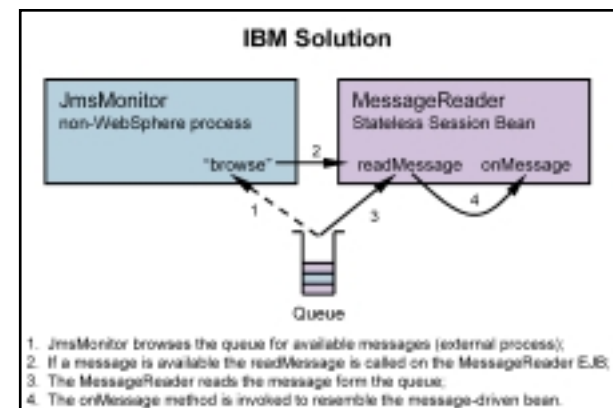 IBM Solution
JmsMonitor
non-WebSphere process
"browse"
MessageReader
Stateless Session Bean
readMessage onMessage
2
1
3
4
Queue
1. JmsMonitor browses the queue for available messages (external process);
2. If a message is available the readMessage is called on the MessageReader EJB;
3. The MessageReader reads the message form the queue;
4. The onMessage method is invoked to resemble the message-driven bean.